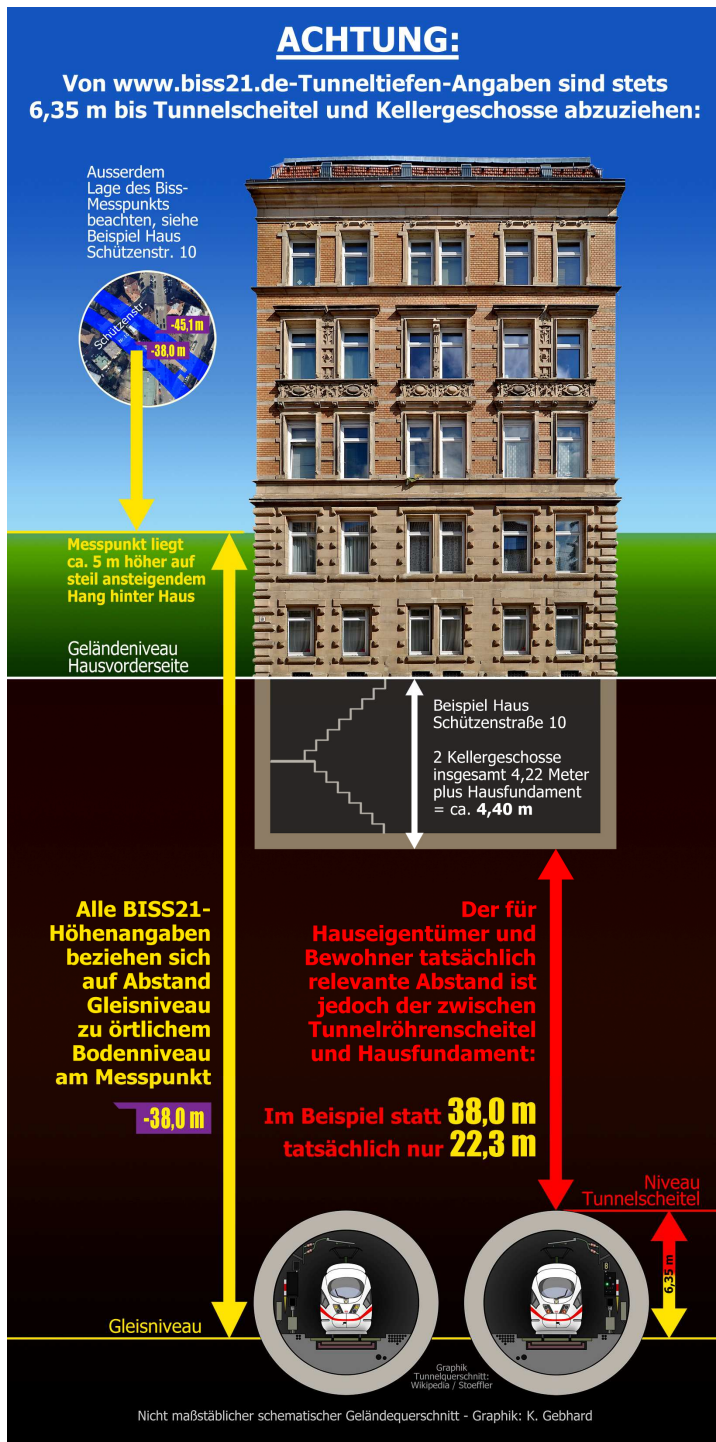 ACHTUNG:
Von www.biss21.de-Tunneltiefen-Angaben sind stets
6,35 m bis Tunnelscheitel und Kellergeschosse abzuziehen:
Ausserdem
Lage des Biss-
Messpunkts
beachten, siehe
Beispiel Haus
Schützenstr. 10
Schützenstr.
-45,1 m
-38,0 m
Messpunkt liegt
ca. 5 m höher auf
steil ansteigendem
Hang hinter Haus
Geländeniveau
Hausvorderseite
Beispiel Haus
Schützenstraße 10
2 Kellergeschosse
insgesamt 4,22 Meter
plus Hausfundament
= ca. 4,40 m
Alle BISS21-
Höhenangaben
beziehen sich
auf Abstand
Gleisniveau
zu örtlichem
Bodenniveau
am Messpunkt
-38,0 m
Der für
Hauseigentümer und
Bewohner tatsächlich
relevante Abstand ist
jedoch der zwischen
Tunnelröhrenscheitel
und Hausfundament:
Im Beispiel statt 38,0 m
tatsächlich nur 22,3 m
Niveau
Tunnelscheitel
6,35 m
Gleisniveau
Graphik
Tunnelquerschnitt:
Wikipedia / Stoeffler
Nicht maßstäblicher schematischer Geländequerschnitt - Graphik: K. Gebhard